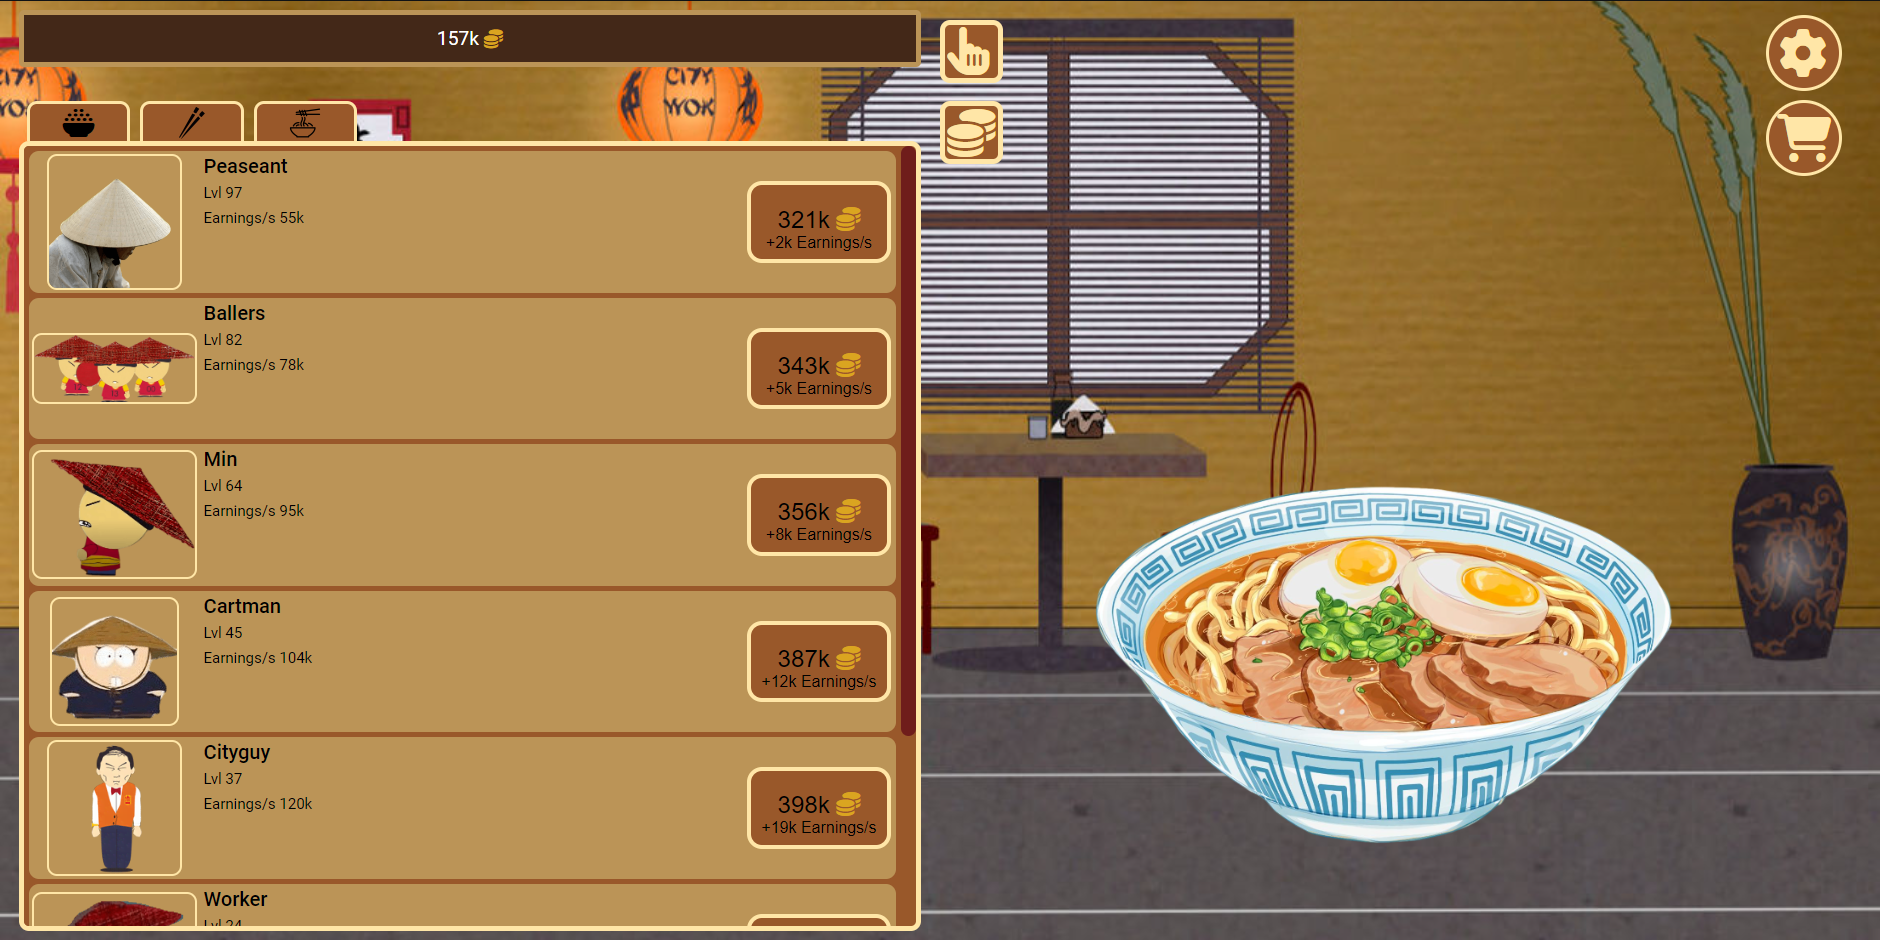 157k
CITY
WOK
CITY
WOK
Peaseant
Lvl 97
Earnings/s 55k
321k
+2k Earnings/s
Ballers
Lvl 82
Earnings/s 78k
343k
+5k Earnings/s
Min
Lvl 64
Earnings/s 95k
356k
+8k Earnings/s
Cartman
Lvl 45
Earnings/s 104k
387k
+12k Earnings/s
Cityguy
Lvl 37
Earnings/s 120k
398k
+19k Earnings/s
Worker
Lvl 24